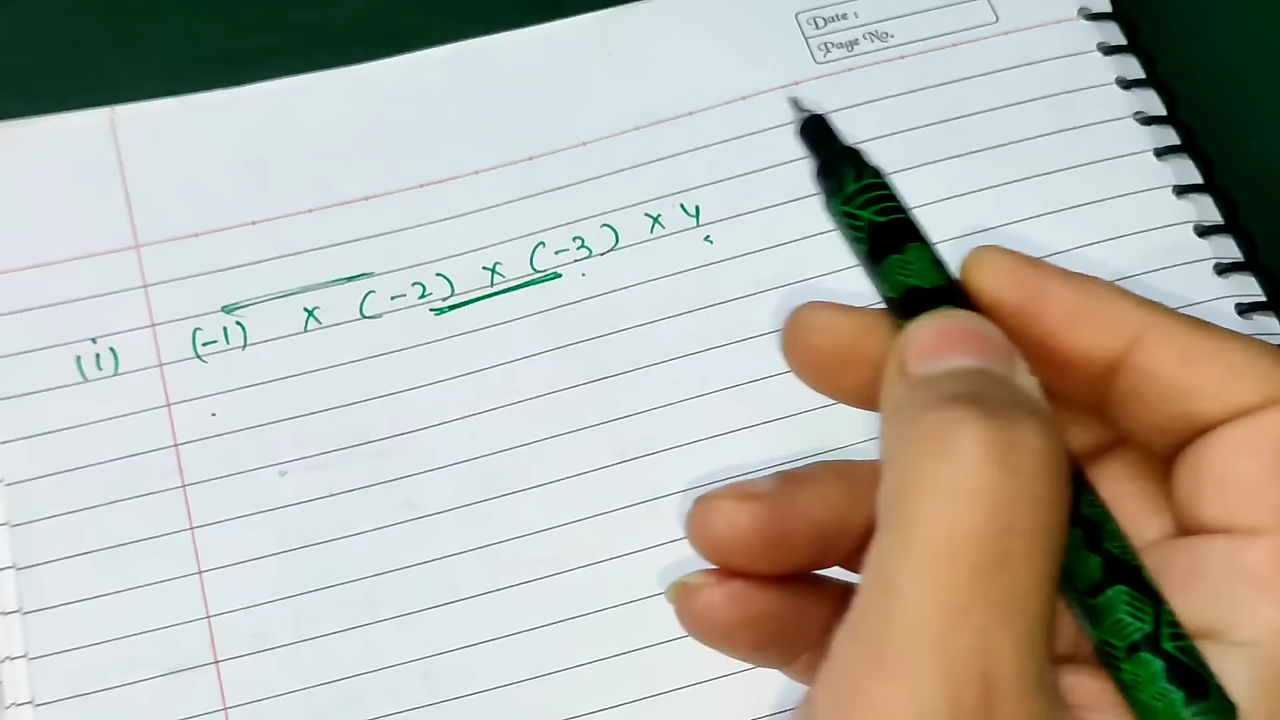 Date :
Page No.
(i) (-1) × (-2) × (-3) × 4